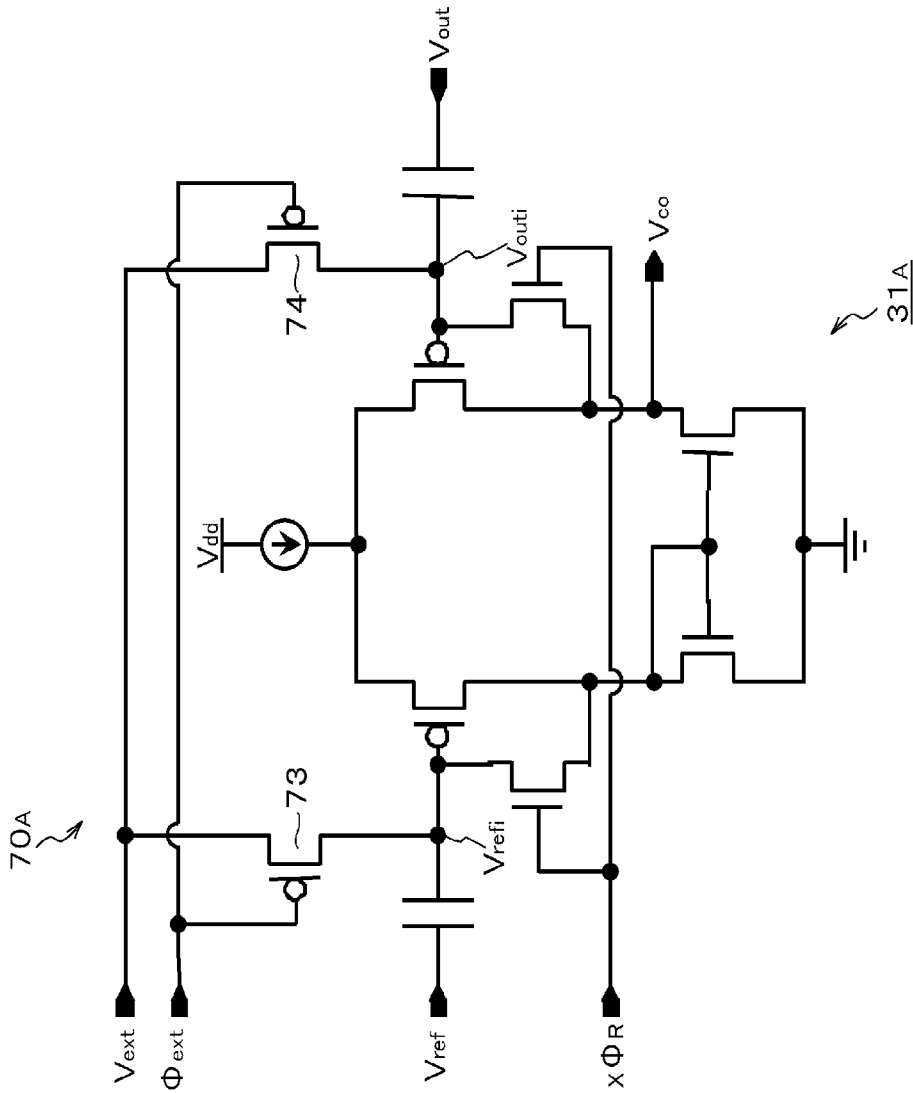 70A
Vext
Φext
73
74
Vdd
Vref
Vrefi
Vouti
Vout
xΦR
Vco
31A